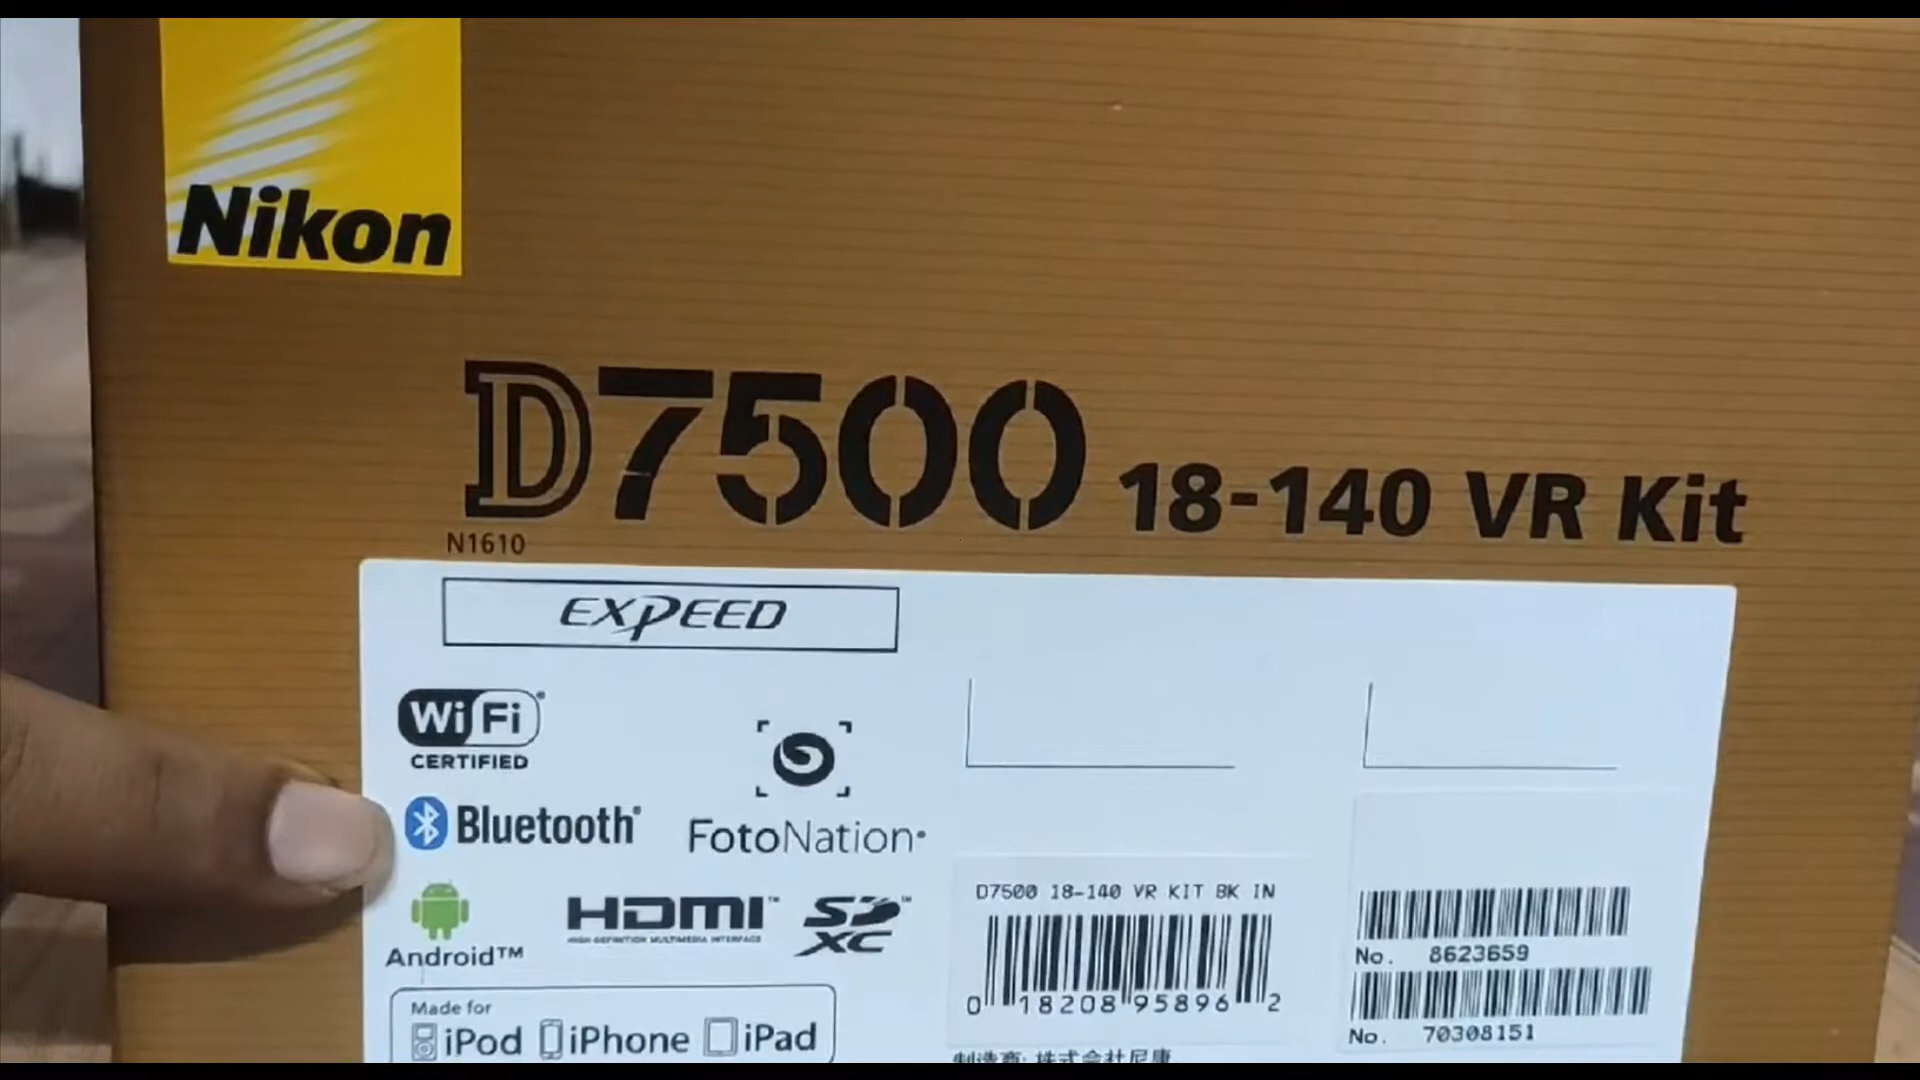 Nikon
D7500 18-140 VR Kit
N1610
EXPEED
Wi Fi
CERTIFIED
Bluetooth®
FotoNation®
Android™
HDMI™
HIGH-DEFINITION MULTIMEDIA INTERFACE
SD XC™
Made for
iPod iPhone iPad
D7500 18-140 VR KIT BK IN
0 18208 95896 2
No. 8623659
No. 70308151
制造商: 株式会社尼康